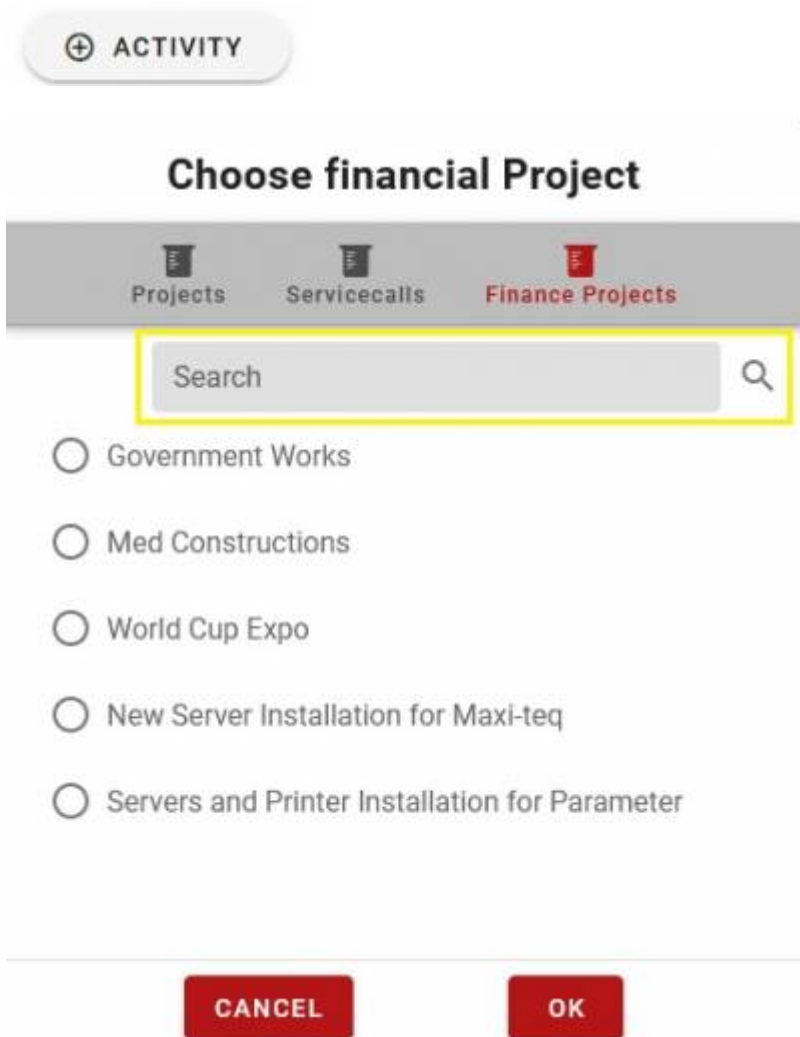 ACTIVITY
Choose financial Project
Projects Servicecalls Finance Projects
Search
Government Works
Med Constructions
World Cup Expo
New Server Installation for Maxi-teq
Servers and Printer Installation for Parameter
CANCEL OK